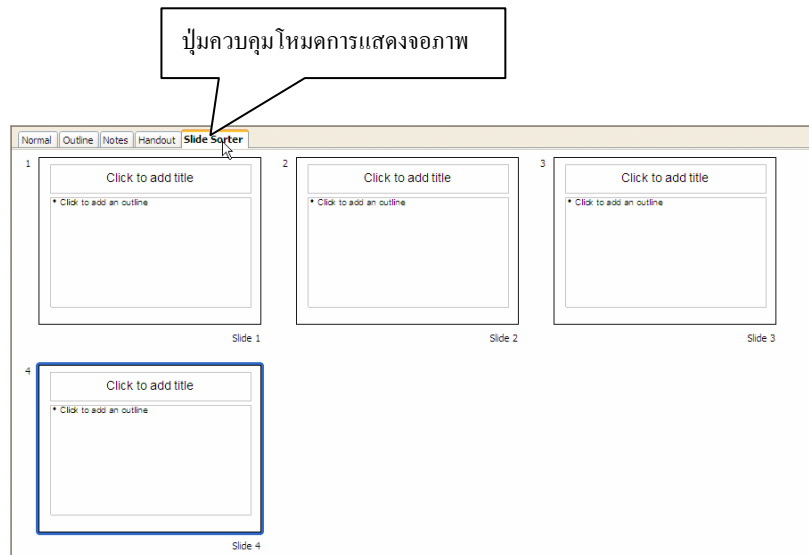 ปุ่มควบคุมโหมดการแสดงจอภาพ
Normal Outline Notes Handout Slide Sorter
1 2 3
Click to add title Click to add title Click to add title
• Click to add an outline • Click to add an outline • Click to add an outline
Slide 1 Slide 2 Slide 3
4
Click to add title
• Click to add an outline
Slide 4